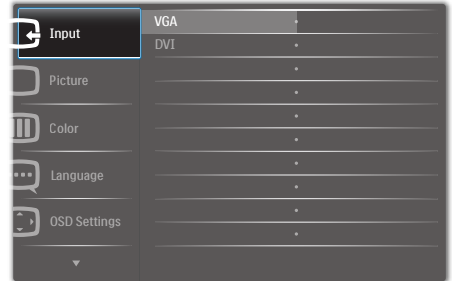 Input
VGA
DVI
Picture
Color
Language
OSD Settings